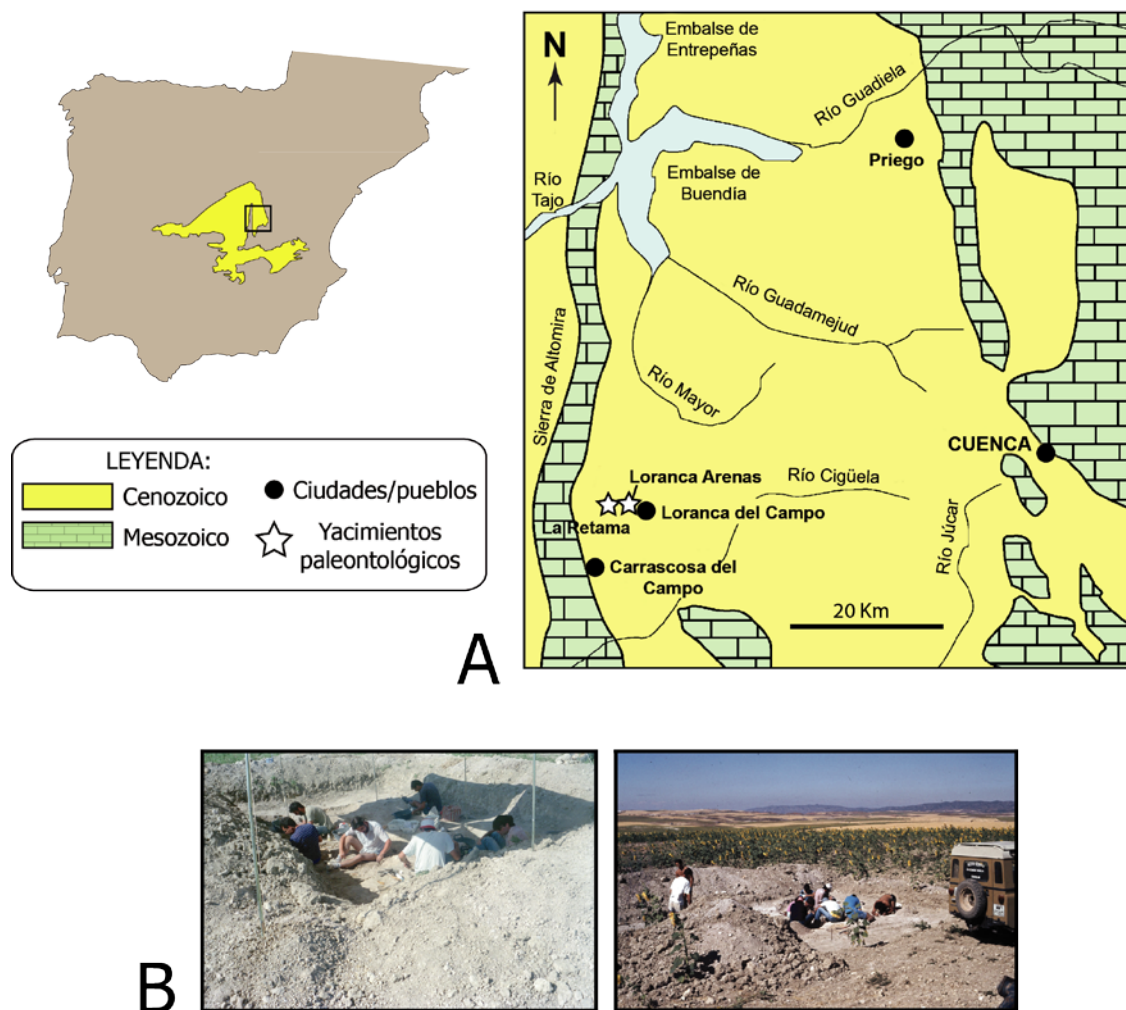 LEYENDA:
Cenozoico
Mesozoico
Ciudades/pueblos
Yacimientos
paleontológicos
N
Embalse de
Entrepeñas
Río Guadiela
Priego
Río
Tajo
Embalse de
Buendía
Río Guadamejud
Sierra de Altomira
Río Mayor
CUENCA
Loranca Arenas
Río Cigüela
La Retama
Loranca del Campo
Río Júcar
Carrascosa del
Campo
20 Km
A
B